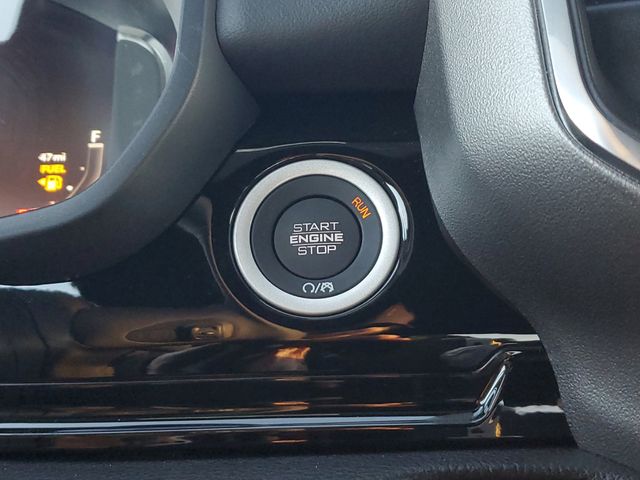 F
47mi
FUEL
RUN
START
ENGINE
STOP